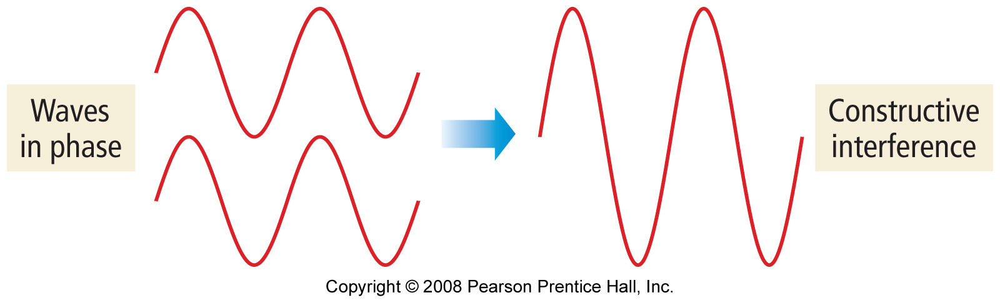 Waves
in phase
Constructive
interference
Copyright © 2008 Pearson Prentice Hall, Inc.